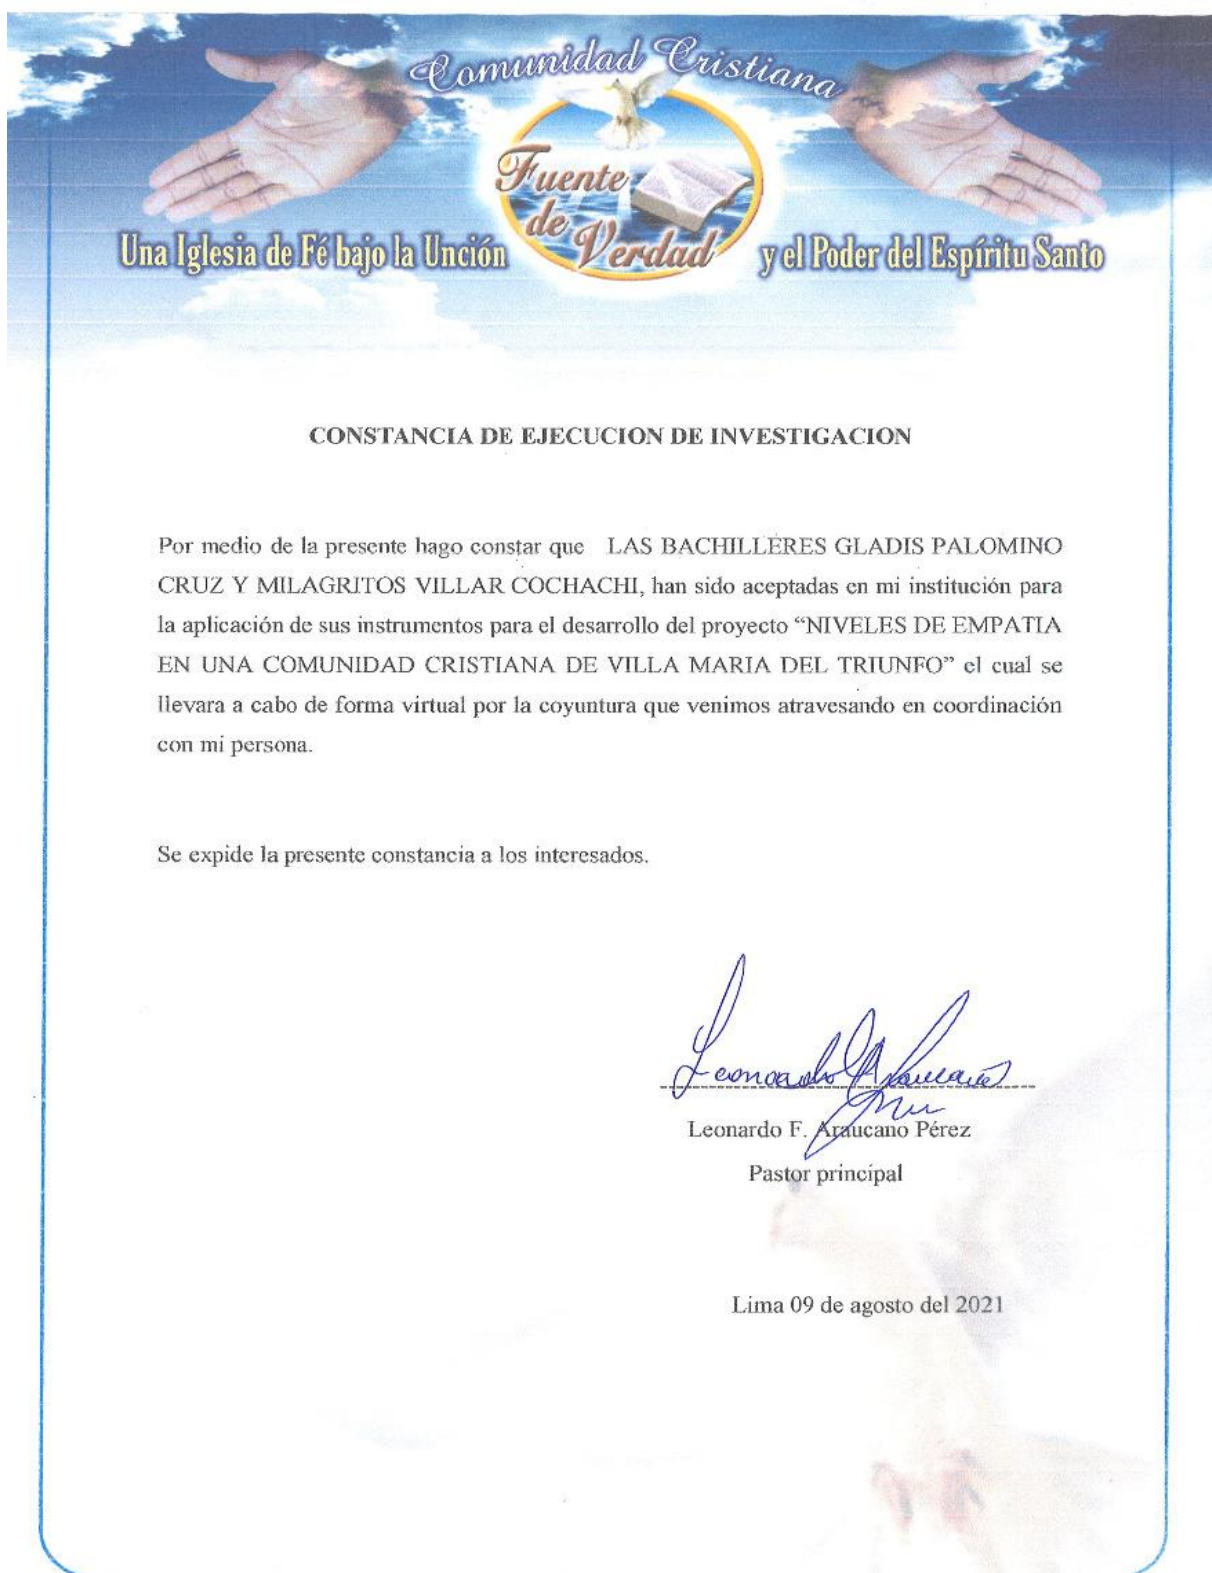 Comunidad Cristiana
Fuente
de
Verdad
Una Iglesia de Fé bajo la Unción y el Poder del Espíritu Santo
CONSTANCIA DE EJECUCION DE INVESTIGACION
Por medio de la presente hago constar que LAS BACHILLERES GLADIS PALOMINO
CRUZ Y MILAGRITOS VILLAR COCHACHI, han sido aceptadas en mi institución para
la aplicación de sus instrumentos para el desarrollo del proyecto “NIVELES DE EMPATIA
EN UNA COMUNIDAD CRISTIANA DE VILLA MARIA DEL TRIUNFO” el cual se
llevara a cabo de forma virtual por la coyuntura que venimos atravesando en coordinación
con mi persona.
Se expide la presente constancia a los interesados.
Leonardo F. Araucano
Leonardo F. Araucano Pérez
Pastor principal
Lima 09 de agosto del 2021